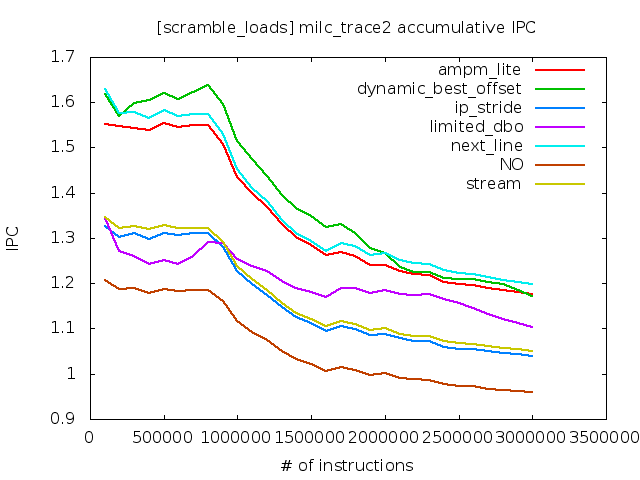 [scramble_loads] milc_trace2 accumulative IPC
1.7
1.6
1.5
1.4
1.3
1.2
1.1
1
0.9
IPC
ampm_lite
dynamic_best_offset
ip_stride
limited_dbo
next_line
NO
stream
0 500000 1000000 1500000 2000000 2500000 3000000 3500000
# of instructions